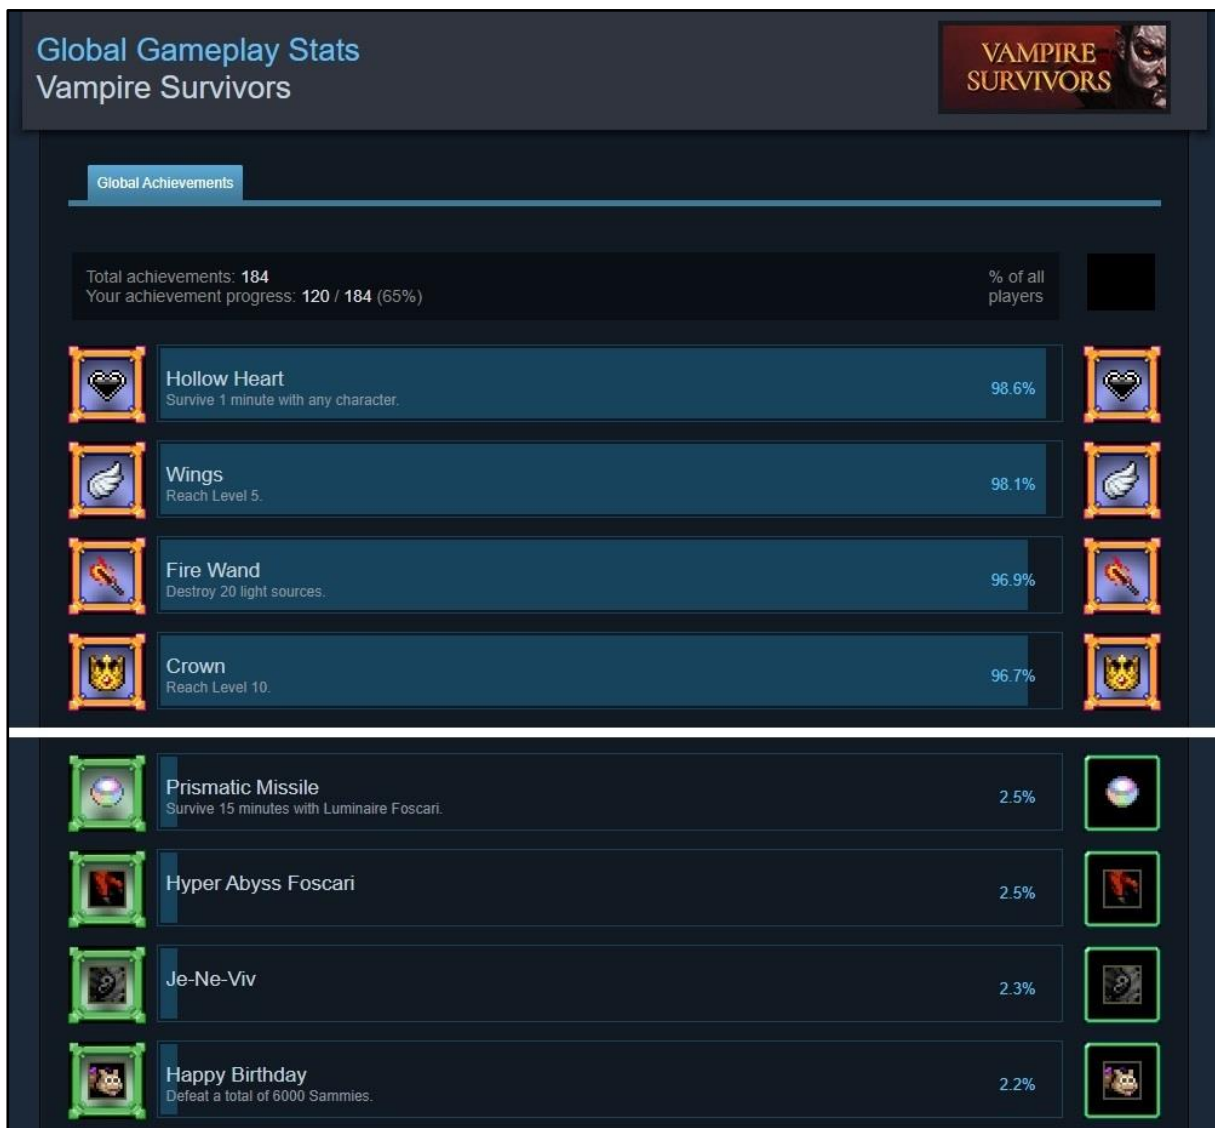 Global Gameplay Stats
Vampire Survivors
VAMPIRE
SURVIVORS
Global Achievements
Total achievements: 184
Your achievement progress: 120 / 184 (65%)
% of all
players
Hollow Heart
Survive 1 minute with any character.
98.6%
Wings
Reach Level 5.
98.1%
Fire Wand
Destroy 20 light sources.
96.9%
Crown
Reach Level 10.
96.7%
Prismatic Missile
Survive 15 minutes with Luminaire Foscari.
2.5%
Hyper Abyss Foscari
2.5%
Je-Ne-Viv
2.3%
Happy Birthday
Defeat a total of 6000 Sammies.
2.2%